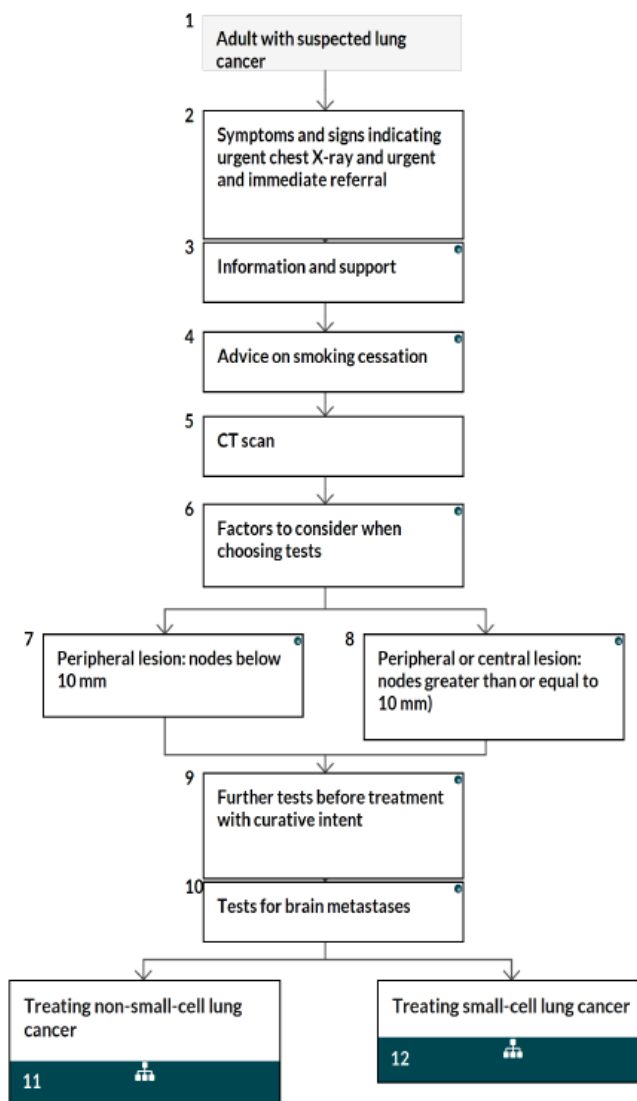 1
Adult with suspected lung
cancer
2
Symptoms and signs indicating
urgent chest X-ray and urgent
and immediate referral
3
Information and support
4
Advice on smoking cessation
5
CT scan
6
Factors to consider when
choosing tests
7
Peripheral lesion: nodes below
10 mm
8
Peripheral or central lesion:
nodes greater than or equal to
10 mm)
9
Further tests before treatment
with curative intent
10
Tests for brain metastases
Treating non-small-cell lung
cancer
11
Treating small-cell lung cancer
12